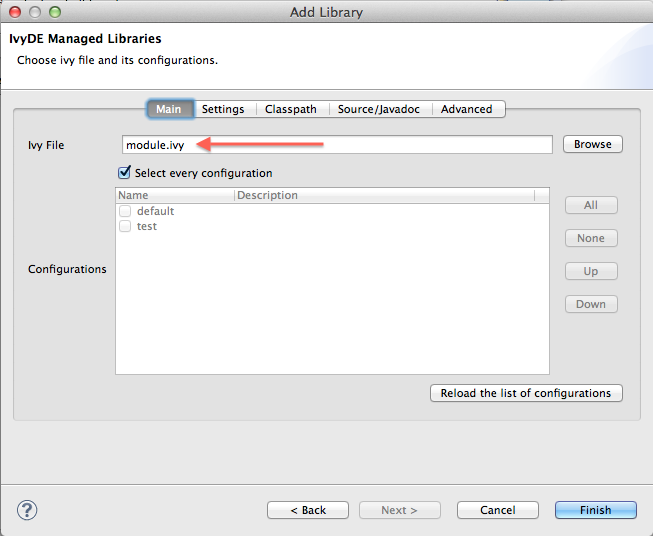 Add Library
IvyDE Managed Libraries
Choose ivy file and its configurations.
Main Settings Classpath Source/Javadoc Advanced
Ivy File module.ivy Browse
Select every configuration
Name Description
default
test
Configurations
All
None
Up
Down
Reload the list of configurations
? < Back Next > Cancel Finish